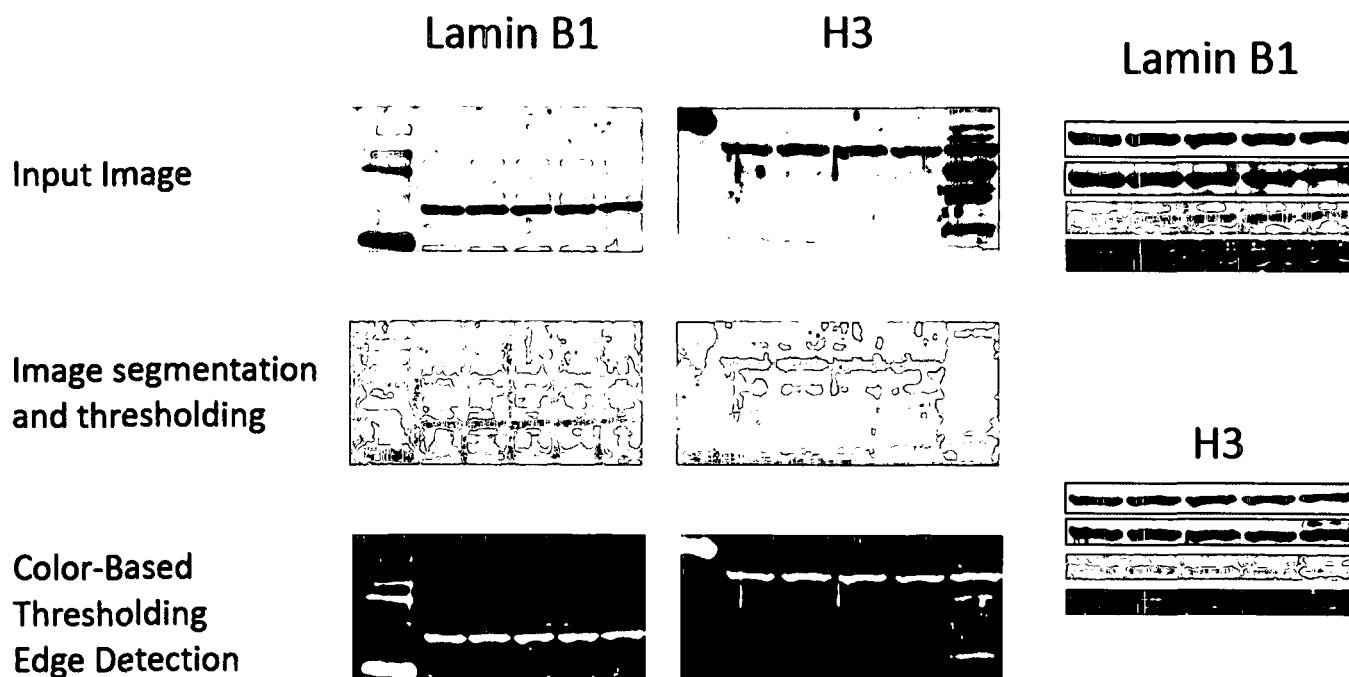 Lamin B1
H3
Lamin B1
Input Image
Image segmentation
and thresholding
H3
Color-Based
Thresholding
Edge Detection